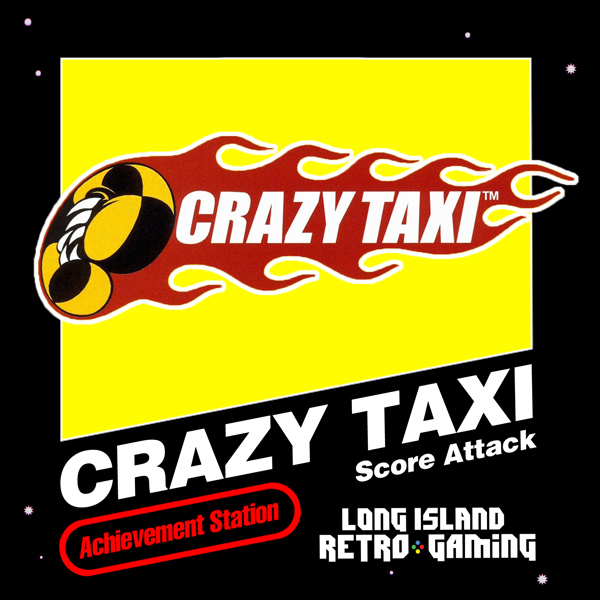 CRAZY TAXI™
CRAZY TAXI
Score Attack
Achievement Station
LONG ISLAND
RETRO GAMING